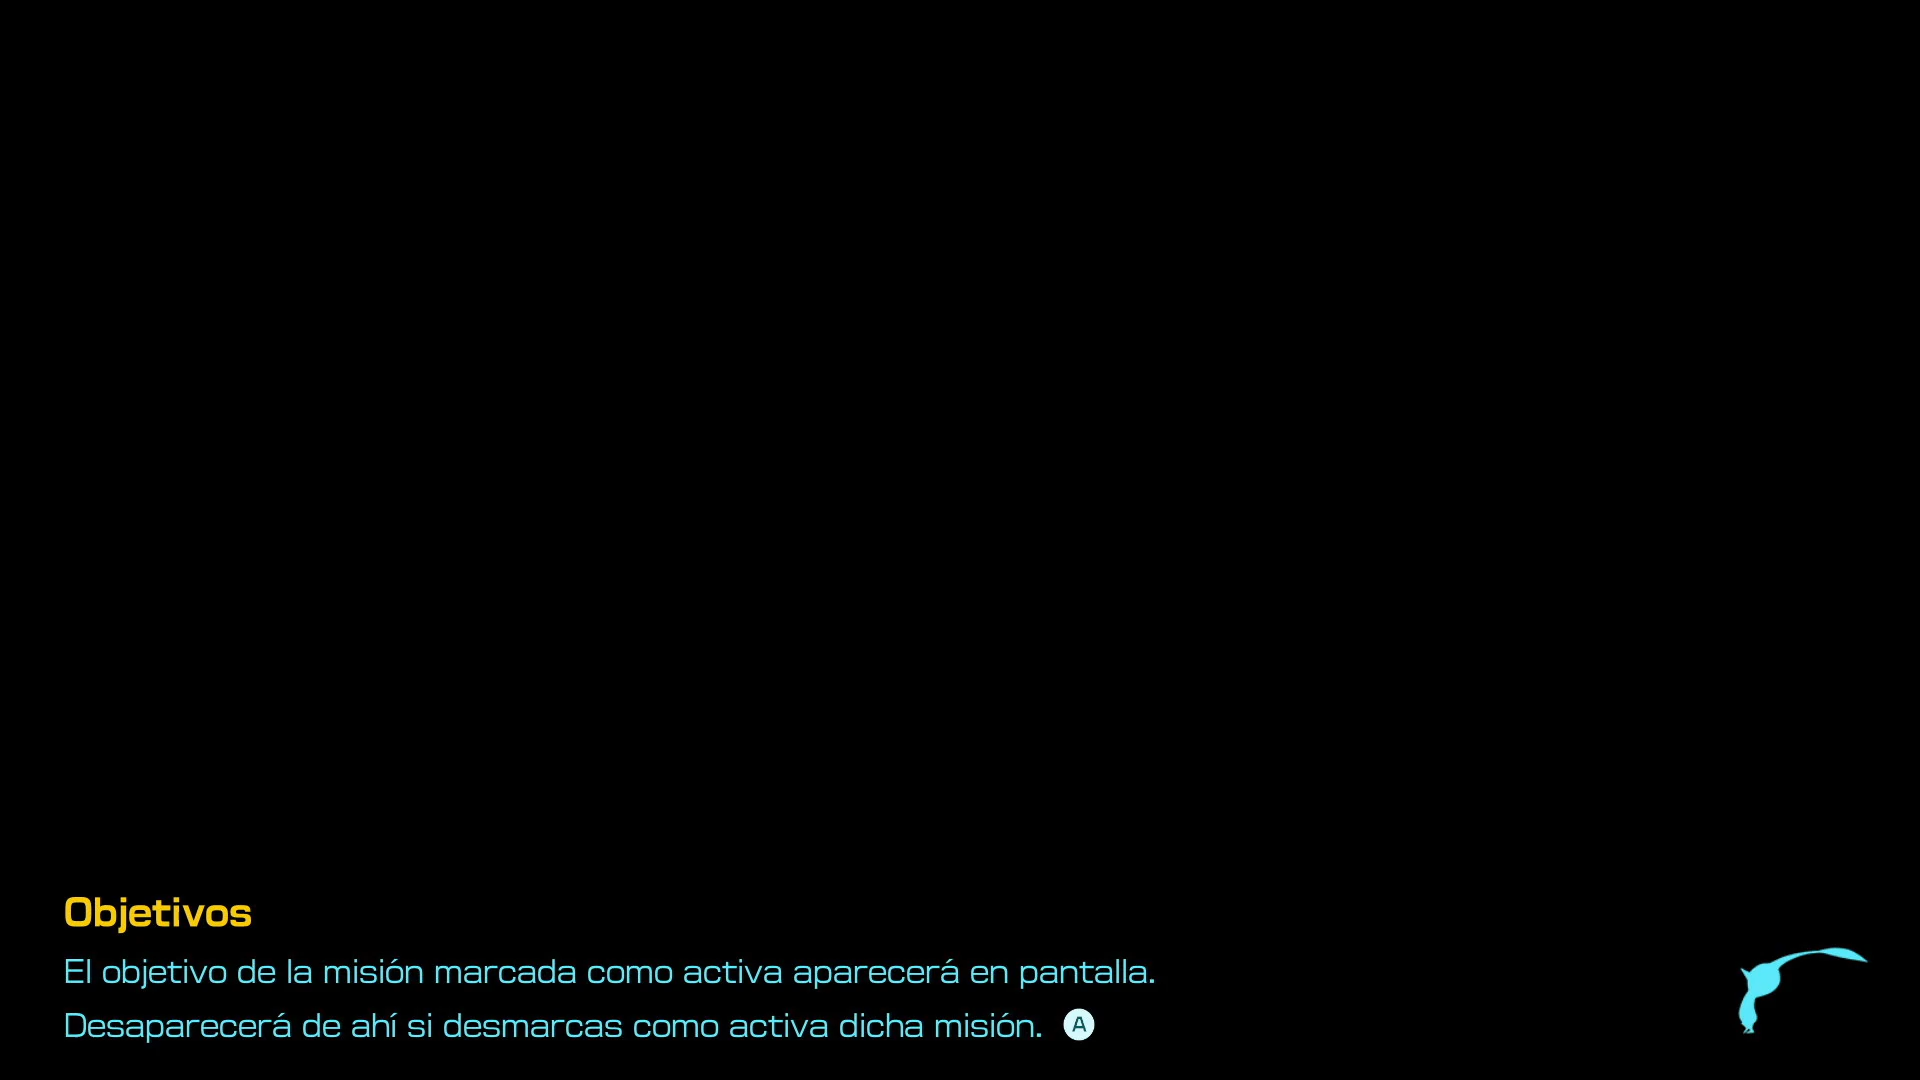 Objetivos
El objetivo de la misión marcada como activa aparecerá en pantalla.
Desaparecerá de ahí si desmarcas como activa dicha misión. A